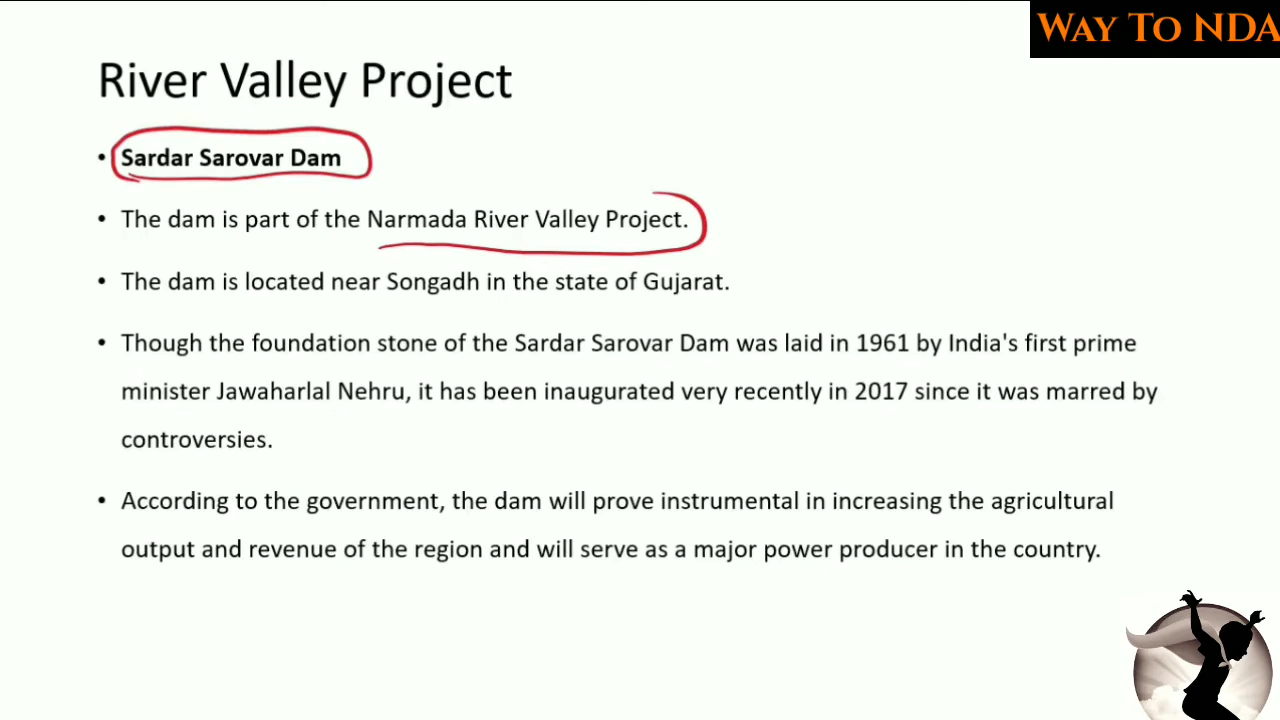 WAY TO NDA
River Valley Project
• Sardar Sarovar Dam
• The dam is part of the Narmada River Valley Project.
• The dam is located near Songadh in the state of Gujarat.
• Though the foundation stone of the Sardar Sarovar Dam was laid in 1961 by India's first prime
minister Jawaharlal Nehru, it has been inaugurated very recently in 2017 since it was marred by
controversies.
• According to the government, the dam will prove instrumental in increasing the agricultural
output and revenue of the region and will serve as a major power producer in the country.